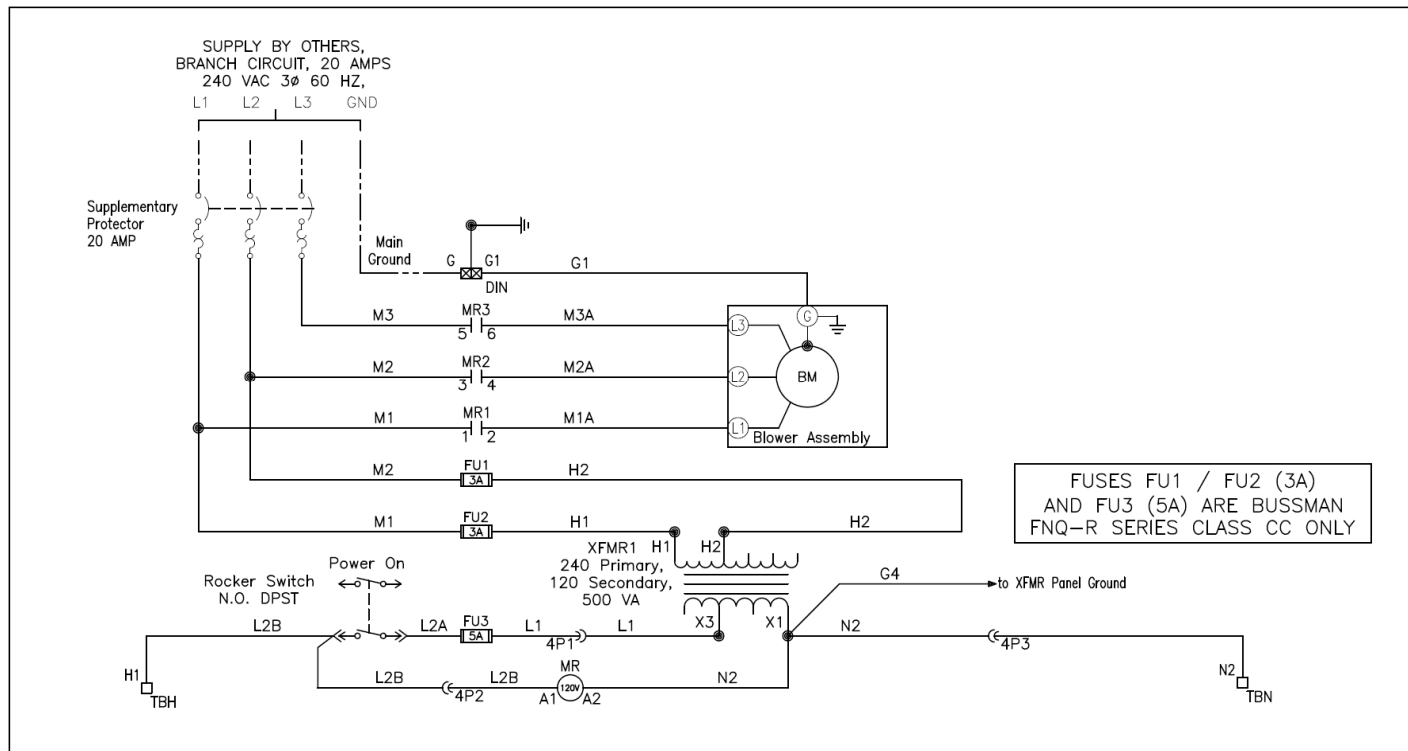 SUPPLY BY OTHERS,
BRANCH CIRCUIT, 20 AMPS
240 VAC 3ø 60 HZ,
L1 L2 L3 GND
Supplementary
Protector
20 AMP
Main
Ground
G G1 G1
DIN
M3 MR3 M3A
5 6
M2 MR2 M2A
3 4
M1 MR1 M1A
1 2
G
L3
L2
L1
BM
Blower Assembly
M2 FU1 H2
3A
M1 FU2 H1 H2
3A
FUSES FU1 / FU2 (3A)
AND FU3 (5A) ARE BUSSMAN
FNQ-R SERIES CLASS CC ONLY
XFMR1 H1 H2
240 Primary,
120 Secondary,
500 VA
G4
to XFMR Panel Ground
Power On
Rocker Switch
N.O. DPST
X3 X1
L2B L2A FU3 L1 L1 N2
5A
4P1 4P3
L2B L2B MR N2
4P2 A1 120V A2
H1
TBH
N2
TBN